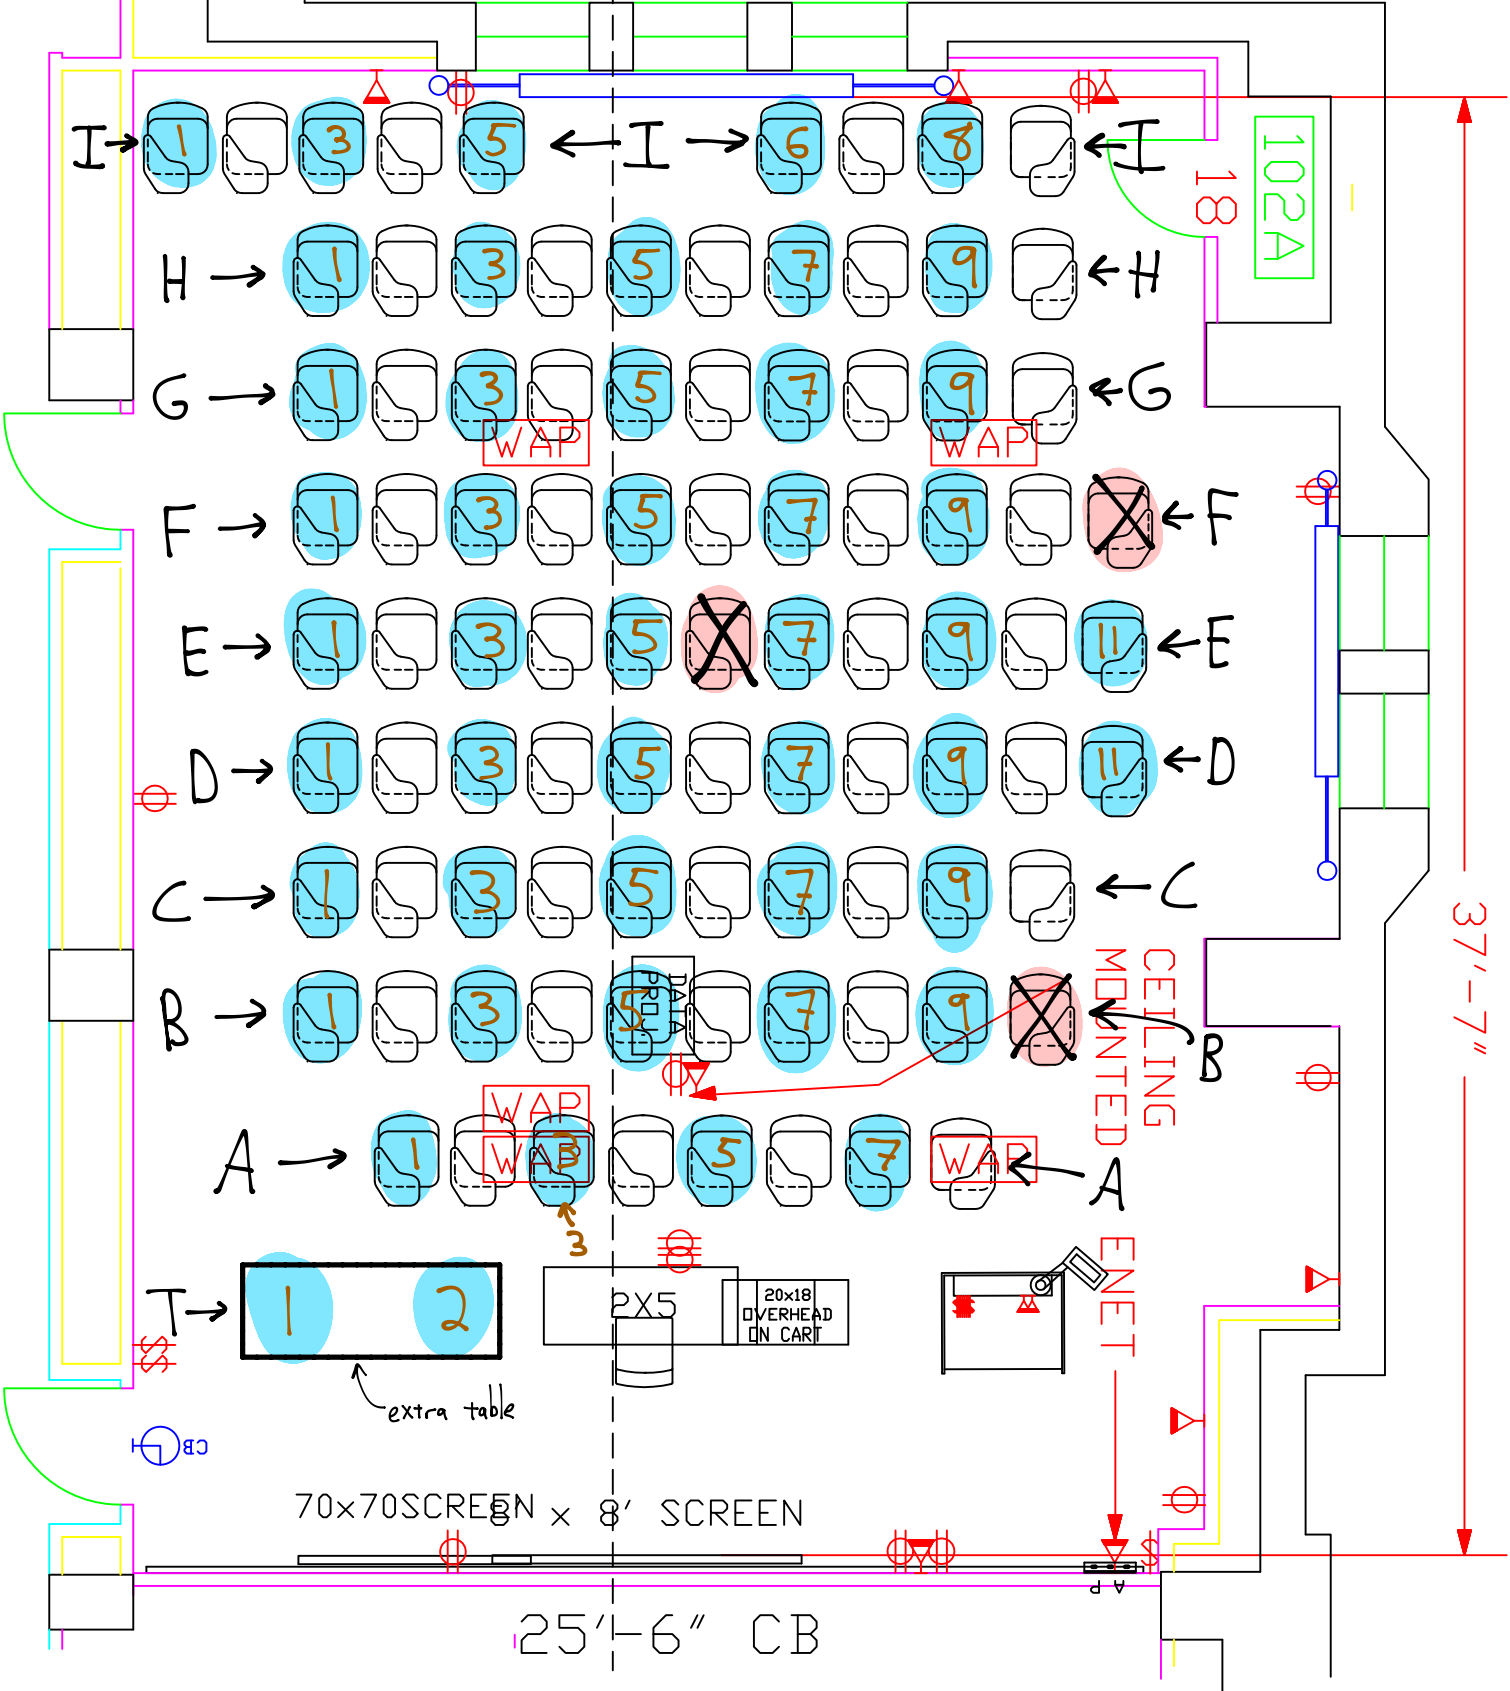 I 1 3 5 I 6 8 I
102A
18
H 1 3 5 7 9 H
G 1 3 5 7 9 G
WAP WAP
F 1 3 5 7 9 X F
E 1 3 5 X 7 9 11 E
D 1 3 5 7 9 11 D
C 1 3 5 7 9 C
37'-7"
CEILING
MOUNTED
B 1 3 5 7 9 X B
DATA
PROJ
WAP
A 1 3 5 7 A
WAP WAP
3
ENET
T 1 2
2X5
20x18
OVERHEAD
ON CART
$$
extra table
CB
70x70SCREEN
8' x 8' SCREEN
$
A P
25'-6" CB